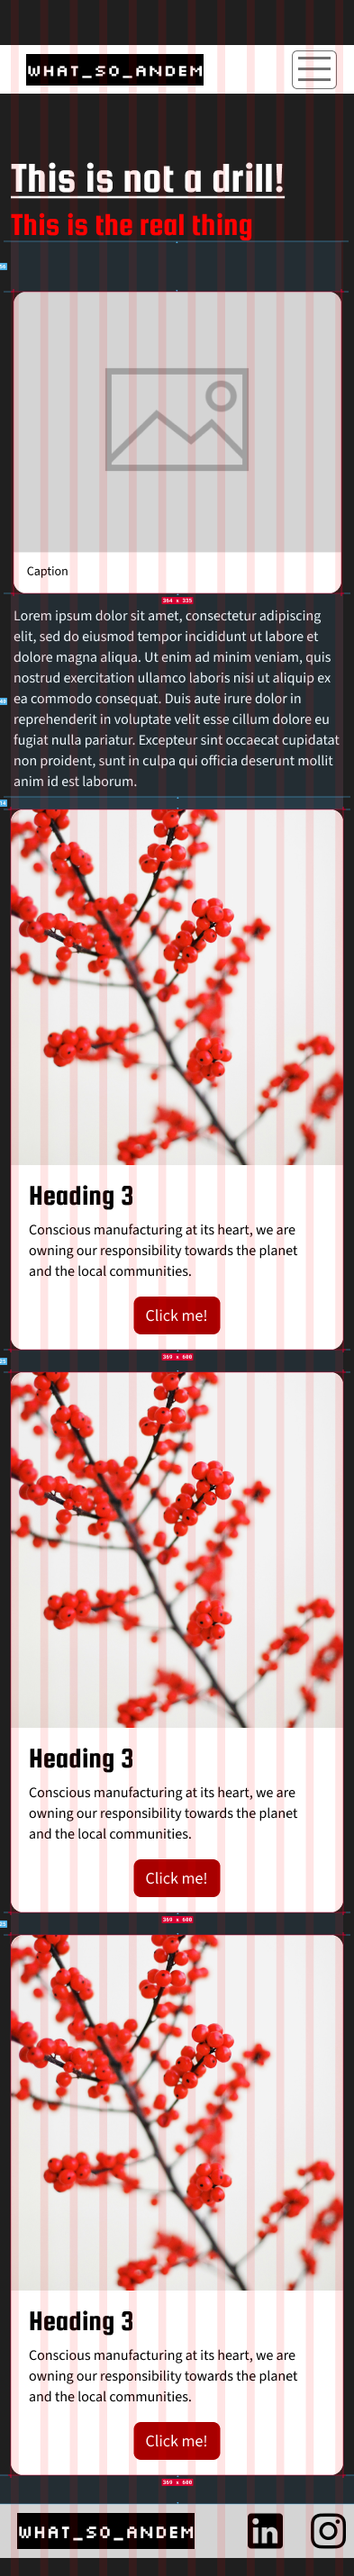 WHAT_SO_ANDEM
This is not a drill!
This is the real thing
Caption
364 x 335
Lorem ipsum dolor sit amet, consectetur adipiscing
elit, sed do eiusmod tempor incididunt ut labore et
dolore magna aliqua. Ut enim ad minim veniam, quis
nostrud exercitation ullamco laboris nisi ut aliquip ex
ea commodo consequat. Duis aute irure dolor in
reprehenderit in voluptate velit esse cillum dolore eu
fugiat nulla pariatur. Excepteur sint occaecat cupidatat
non proident, sunt in culpa qui officia deserunt mollit
anim id est laborum.
Heading 3
Conscious manufacturing at its heart, we are
owning our responsibility towards the planet
and the local communities.
Click me!
369 x 600
Heading 3
Conscious manufacturing at its heart, we are
owning our responsibility towards the planet
and the local communities.
Click me!
369 x 600
Heading 3
Conscious manufacturing at its heart, we are
owning our responsibility towards the planet
and the local communities.
Click me!
369 x 600
WHAT_SO_ANDEM
in